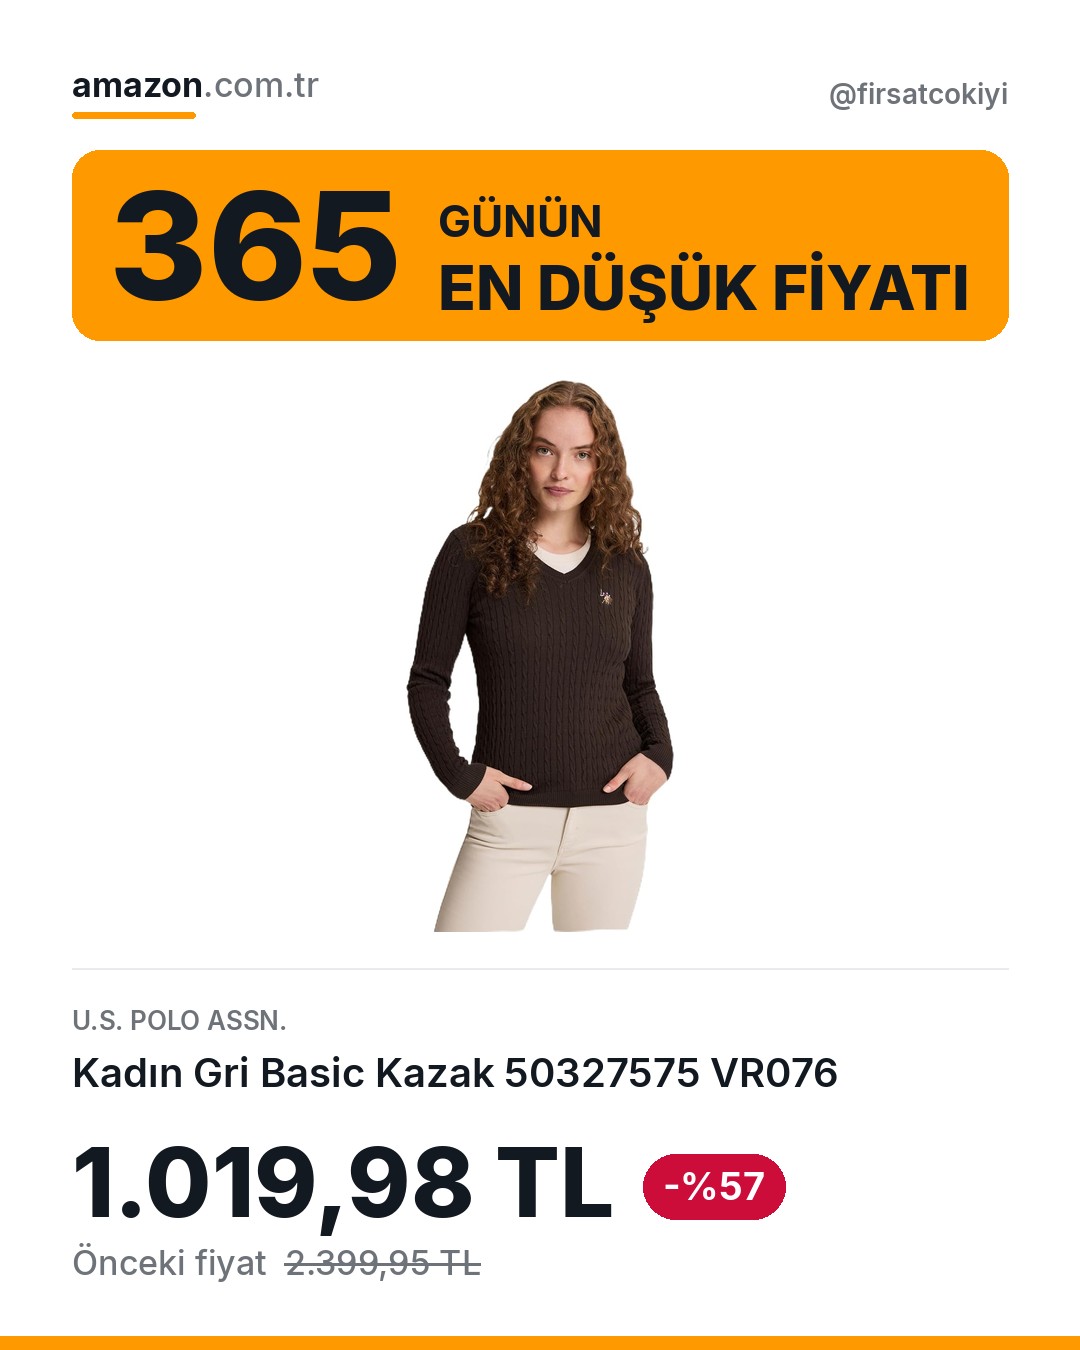 amazon.com.tr
@firsatcokiyi
365
GÜNÜN
EN DÜŞÜK FİYATI
U.S. POLO ASSN.
Kadın Gri Basic Kazak 50327575 VR076
1.019,98 TL
-%57
Önceki fiyat 2.399,95 TL